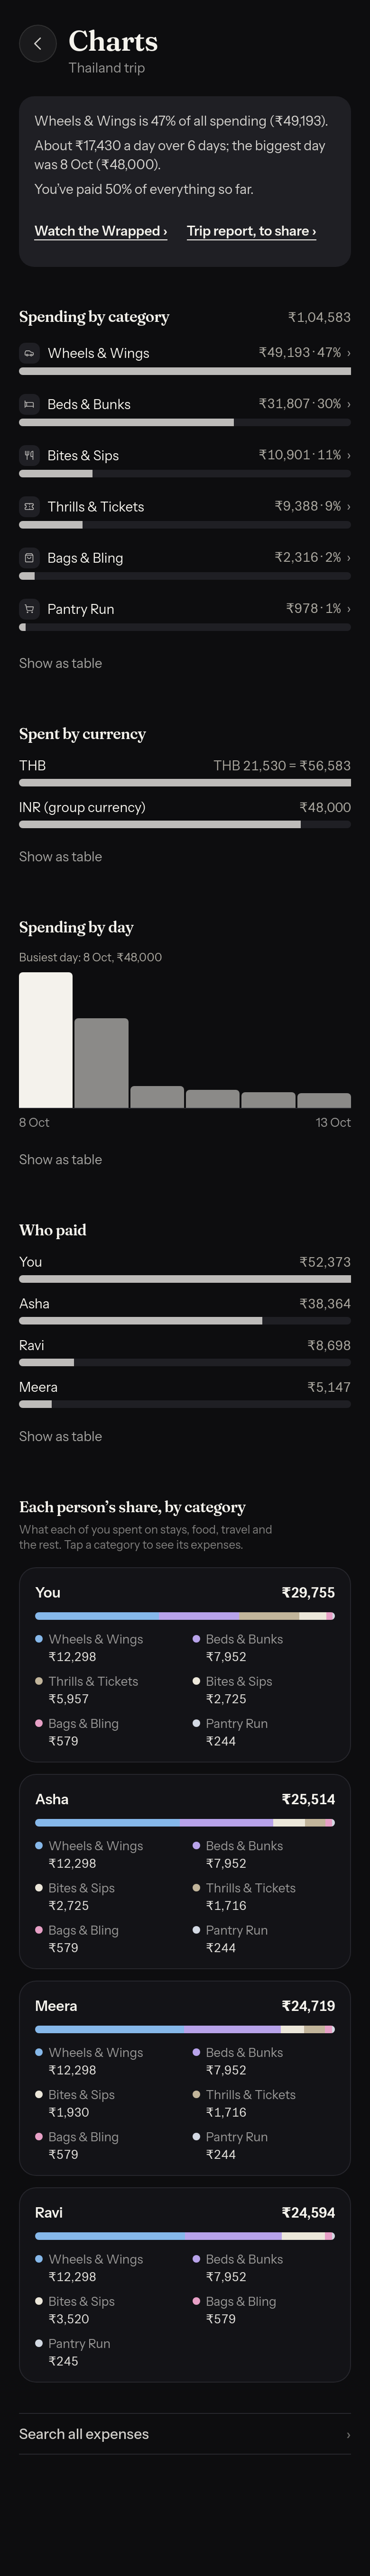 Charts
Thailand trip
Wheels & Wings is 47% of all spending (₹49,193).
About ₹17,430 a day over 6 days; the biggest day
was 8 Oct (₹48,000).
You’ve paid 50% of everything so far.
Watch the Wrapped › Trip report, to share ›
Spending by category ₹1,04,583
Wheels & Wings ₹49,193 · 47% ›
Beds & Bunks ₹31,807 · 30% ›
Bites & Sips ₹10,901 · 11% ›
Thrills & Tickets ₹9,388 · 9% ›
Bags & Bling ₹2,316 · 2% ›
Pantry Run ₹978 · 1% ›
Show as table
Spent by currency
THB THB 21,530 = ₹56,583
INR (group currency) ₹48,000
Show as table
Spending by day
Busiest day: 8 Oct, ₹48,000
8 Oct 13 Oct
Show as table
Who paid
You ₹52,373
Asha ₹38,364
Ravi ₹8,698
Meera ₹5,147
Show as table
Each person’s share, by category
What each of you spent on stays, food, travel and
the rest. Tap a category to see its expenses.
You ₹29,755
Wheels & Wings Beds & Bunks
₹12,298 ₹7,952
Thrills & Tickets Bites & Sips
₹5,957 ₹2,725
Bags & Bling Pantry Run
₹579 ₹244
Asha ₹25,514
Wheels & Wings Beds & Bunks
₹12,298 ₹7,952
Bites & Sips Thrills & Tickets
₹2,725 ₹1,716
Bags & Bling Pantry Run
₹579 ₹244
Meera ₹24,719
Wheels & Wings Beds & Bunks
₹12,298 ₹7,952
Bites & Sips Thrills & Tickets
₹1,930 ₹1,716
Bags & Bling Pantry Run
₹579 ₹244
Ravi ₹24,594
Wheels & Wings Beds & Bunks
₹12,298 ₹7,952
Bites & Sips Bags & Bling
₹3,520 ₹579
Pantry Run
₹245
Search all expenses ›